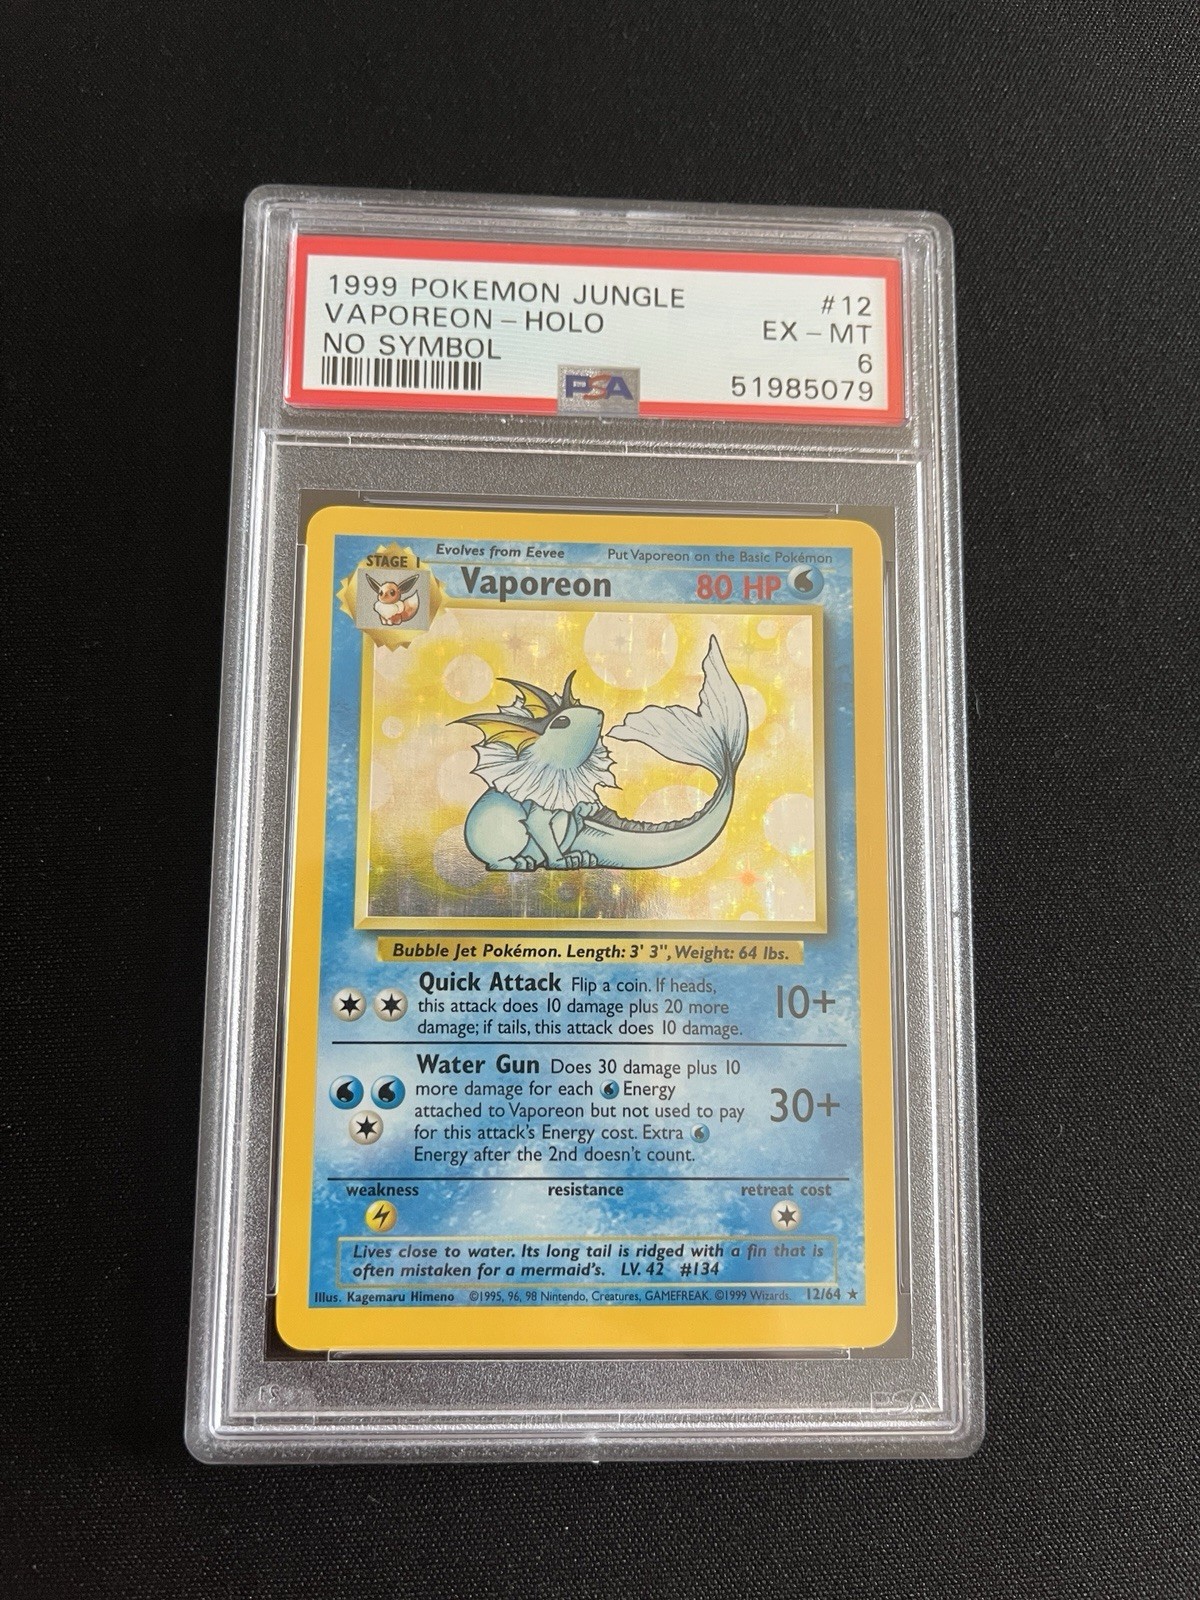 1999 POKEMON JUNGLE #12
VAPOREON - HOLO EX - MT
NO SYMBOL 6
PSA 51985079
STAGE 1 Evolves from Eevee Put Vaporeon on the Basic Pokémon
Vaporeon 80 HP
Bubble Jet Pokémon. Length: 3' 3", Weight: 64 lbs.
Quick Attack Flip a coin. If heads,
this attack does 10 damage plus 20 more 10+
damage; if tails, this attack does 10 damage.
Water Gun Does 30 damage plus 10
more damage for each Energy
attached to Vaporeon but not used to pay 30+
for this attack's Energy cost. Extra
Energy after the 2nd doesn't count.
weakness resistance retreat cost
Lives close to water. Its long tail is ridged with a fin that is
often mistaken for a mermaid's. LV. 42 #134
Illus. Kagemaru Himeno ©1995, 96, 98 Nintendo, Creatures, GAMEFREAK. ©1999 Wizards. 12/64 ★
PSA